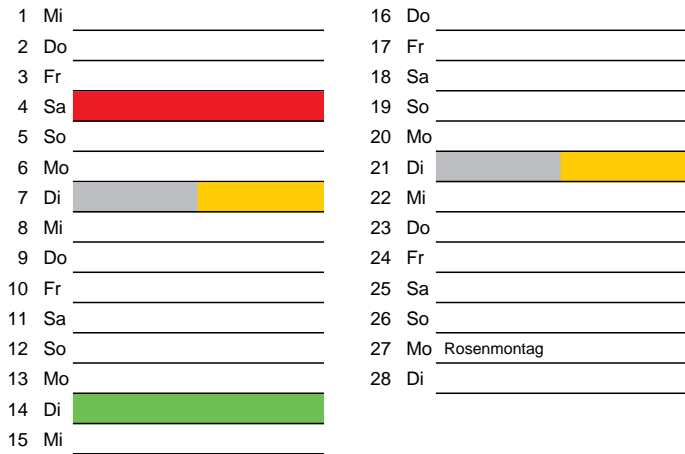 1 Mi
2 Do
3 Fr
4 Sa
5 So
6 Mo
7 Di
8 Mi
9 Do
10 Fr
11 Sa
12 So
13 Mo
14 Di
15 Mi
16 Do
17 Fr
18 Sa
19 So
20 Mo
21 Di
22 Mi
23 Do
24 Fr
25 Sa
26 So
27 Mo Rosenmontag
28 Di